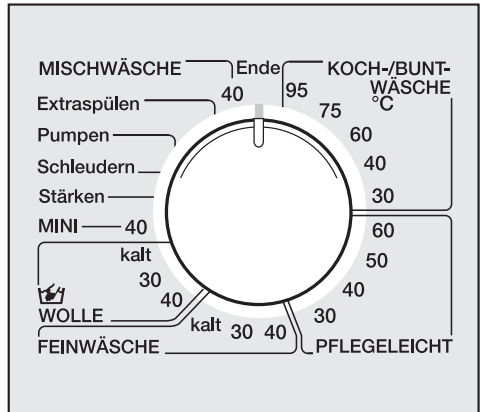 MISCHWÄSCHE
Ende
KOCH-/BUNT-
WÄSCHE
°C
40
95
75
60
40
30
Extraspülen
Pumpen
Schleudern
Stärken
MINI
40
60
50
40
30
PFLEGELEICHT
kalt
30
40
WOLLE
kalt
30
40
FEINWÄSCHE